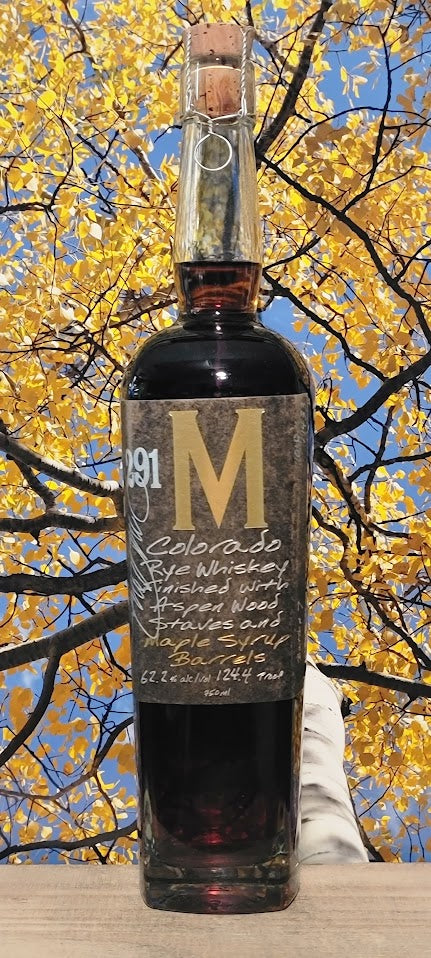 M
291
Colorado
Rye Whiskey
Finished with
Aspen Wood
Staves and
Maple Syrup
Barrels
62.2% alc/vol 124.4 Proof
750ml